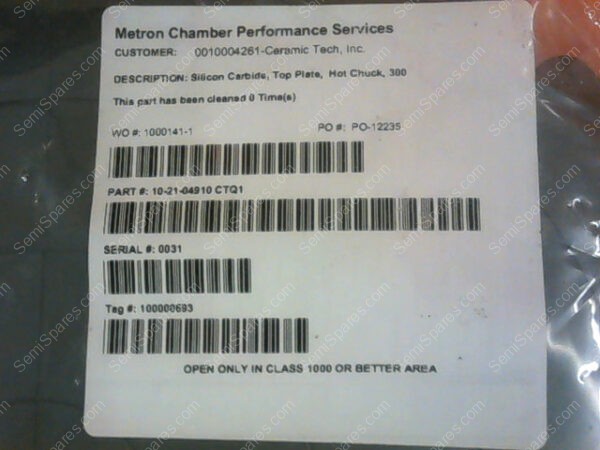 Metron Chamber Performance Services
CUSTOMER: 0010004261-Ceramic Tech, Inc.
DESCRIPTION: Silicon Carbide, Top Plate, Hot Chuck, 300
This part has been cleaned 0 Time(s)
WO #: 1000141-1 PO #: PO-12235
PART #: 10-21-04910 CTQ1
SERIAL #: 0031
Tag #: 100000693
OPEN ONLY IN CLASS 1000 OR BETTER AREA
SemiSpares.com